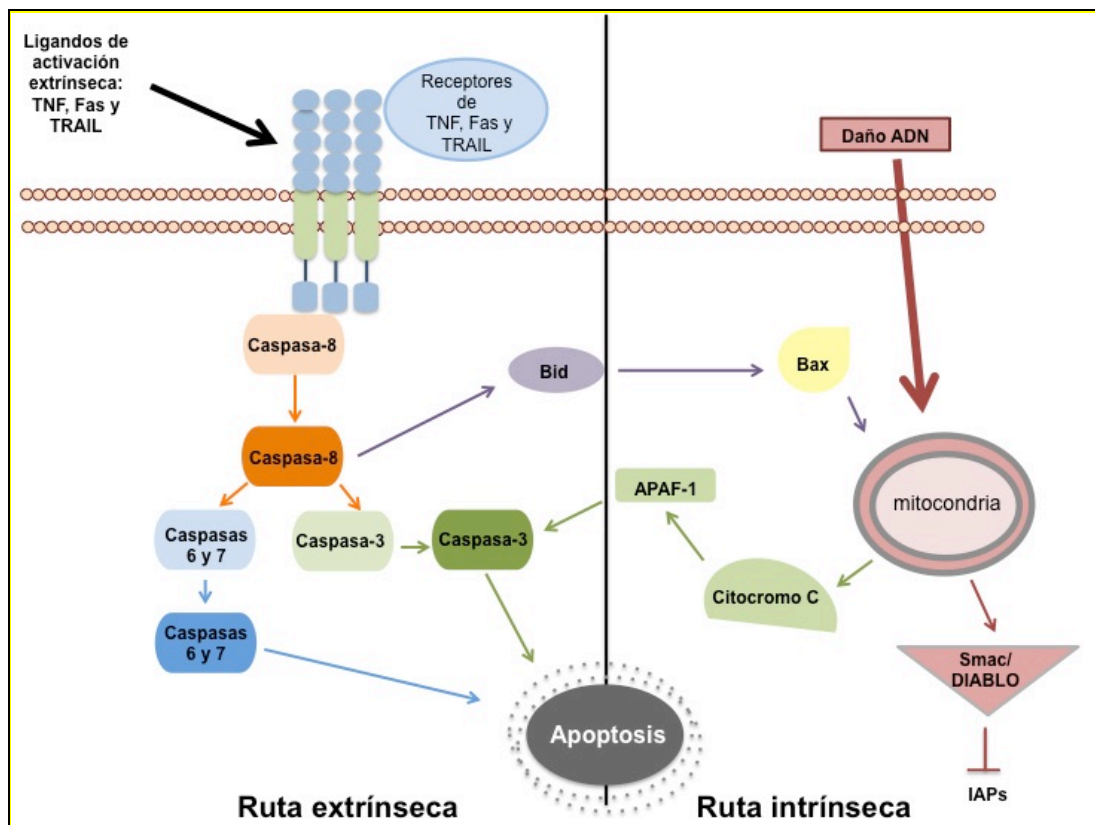 Ligandos de
activación
extrínseca:
TNF, Fas y
TRAIL
Receptores
de
TNF, Fas y
TRAIL
Daño ADN
Caspasa-8
Bid
Bax
Caspasa-8
APAF-1
mitocondria
Caspasas
6 y 7
Caspasa-3
Caspasa-3
Citocromo C
Caspasas
6 y 7
Smac/
DIABLO
Apoptosis
IAPs
Ruta extrínseca
Ruta intrínseca